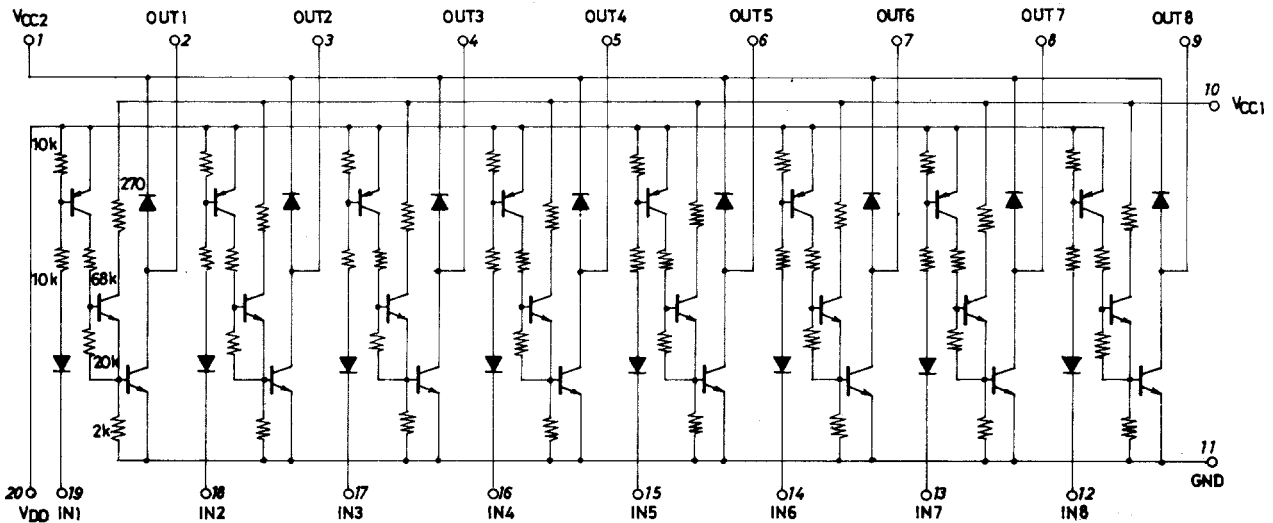 VCC2 OUT1 OUT2 OUT3 OUT4 OUT5 OUT6 OUT7 OUT8
1 2 3 4 5 6 7 8 9
10
VCC1
10k
270
10k 68k
20k
2k
11
GND
20 19 18 17 16 15 14 13 12
VDD IN1 IN2 IN3 IN4 IN5 IN6 IN7 IN8